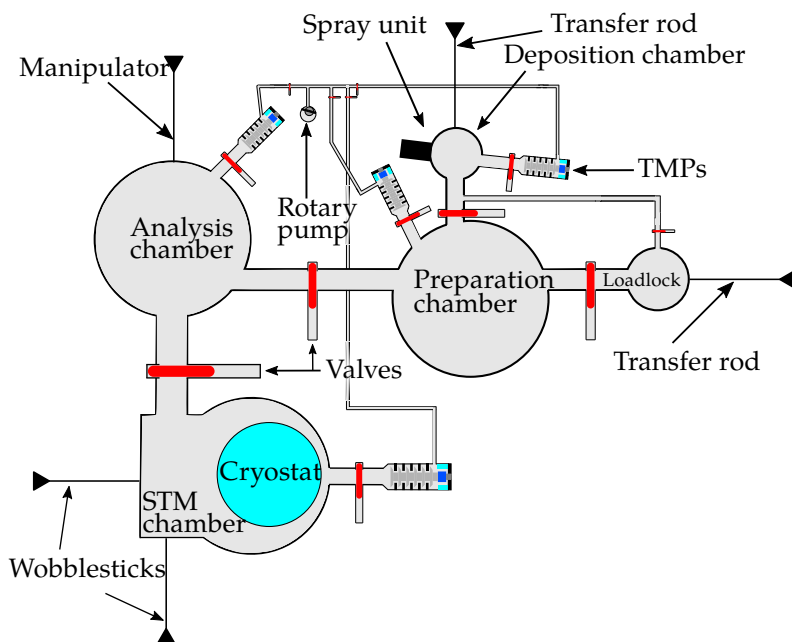 Spray unit
Transfer rod
Deposition chamber
Manipulator
TMPs
Rotary
pump
Analysis
chamber
Preparation
chamber
Loadlock
Transfer rod
Valves
Cryostat
STM
chamber
Wobblesticks